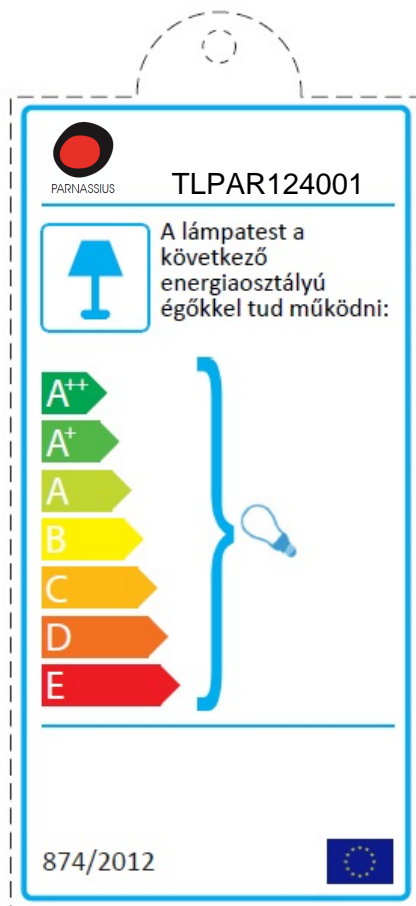 PARNASSIUS
TLPAR124001
A lámpatest a
következő
energiaosztályú
égőkkel tud működni:
A++
A+
A
B
C
D
E
874/2012